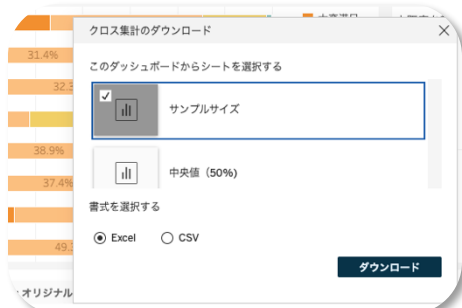 クロス集計のダウンロード
31.4%
このダッシュボードからシートを選択する
サンプルサイズ
38.9%
中央値（50%）
37.4%
書式を選択する
Excel
CSV
ダウンロード
オリジナル